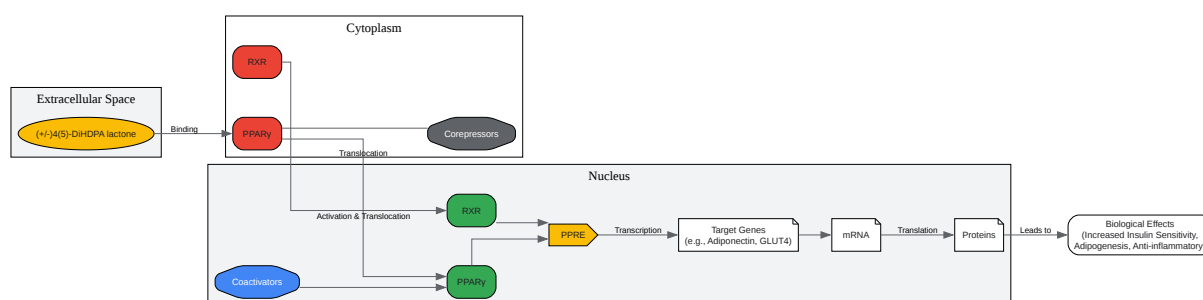 Cytoplasm
RXR
Extracellular Space
(+/-)4(5)-DiHDPA lactone
Binding
PPARγ
Corepressors
Translocation
Nucleus
RXR
Activation & Translocation
PPRE
Transcription
Target Genes
(e.g., Adiponectin, GLUT4)
mRNA
Translation
Proteins
Leads to
Biological Effects
(Increased Insulin Sensitivity,
Adipogenesis, Anti-inflammatory
Coactivators
PPARγ